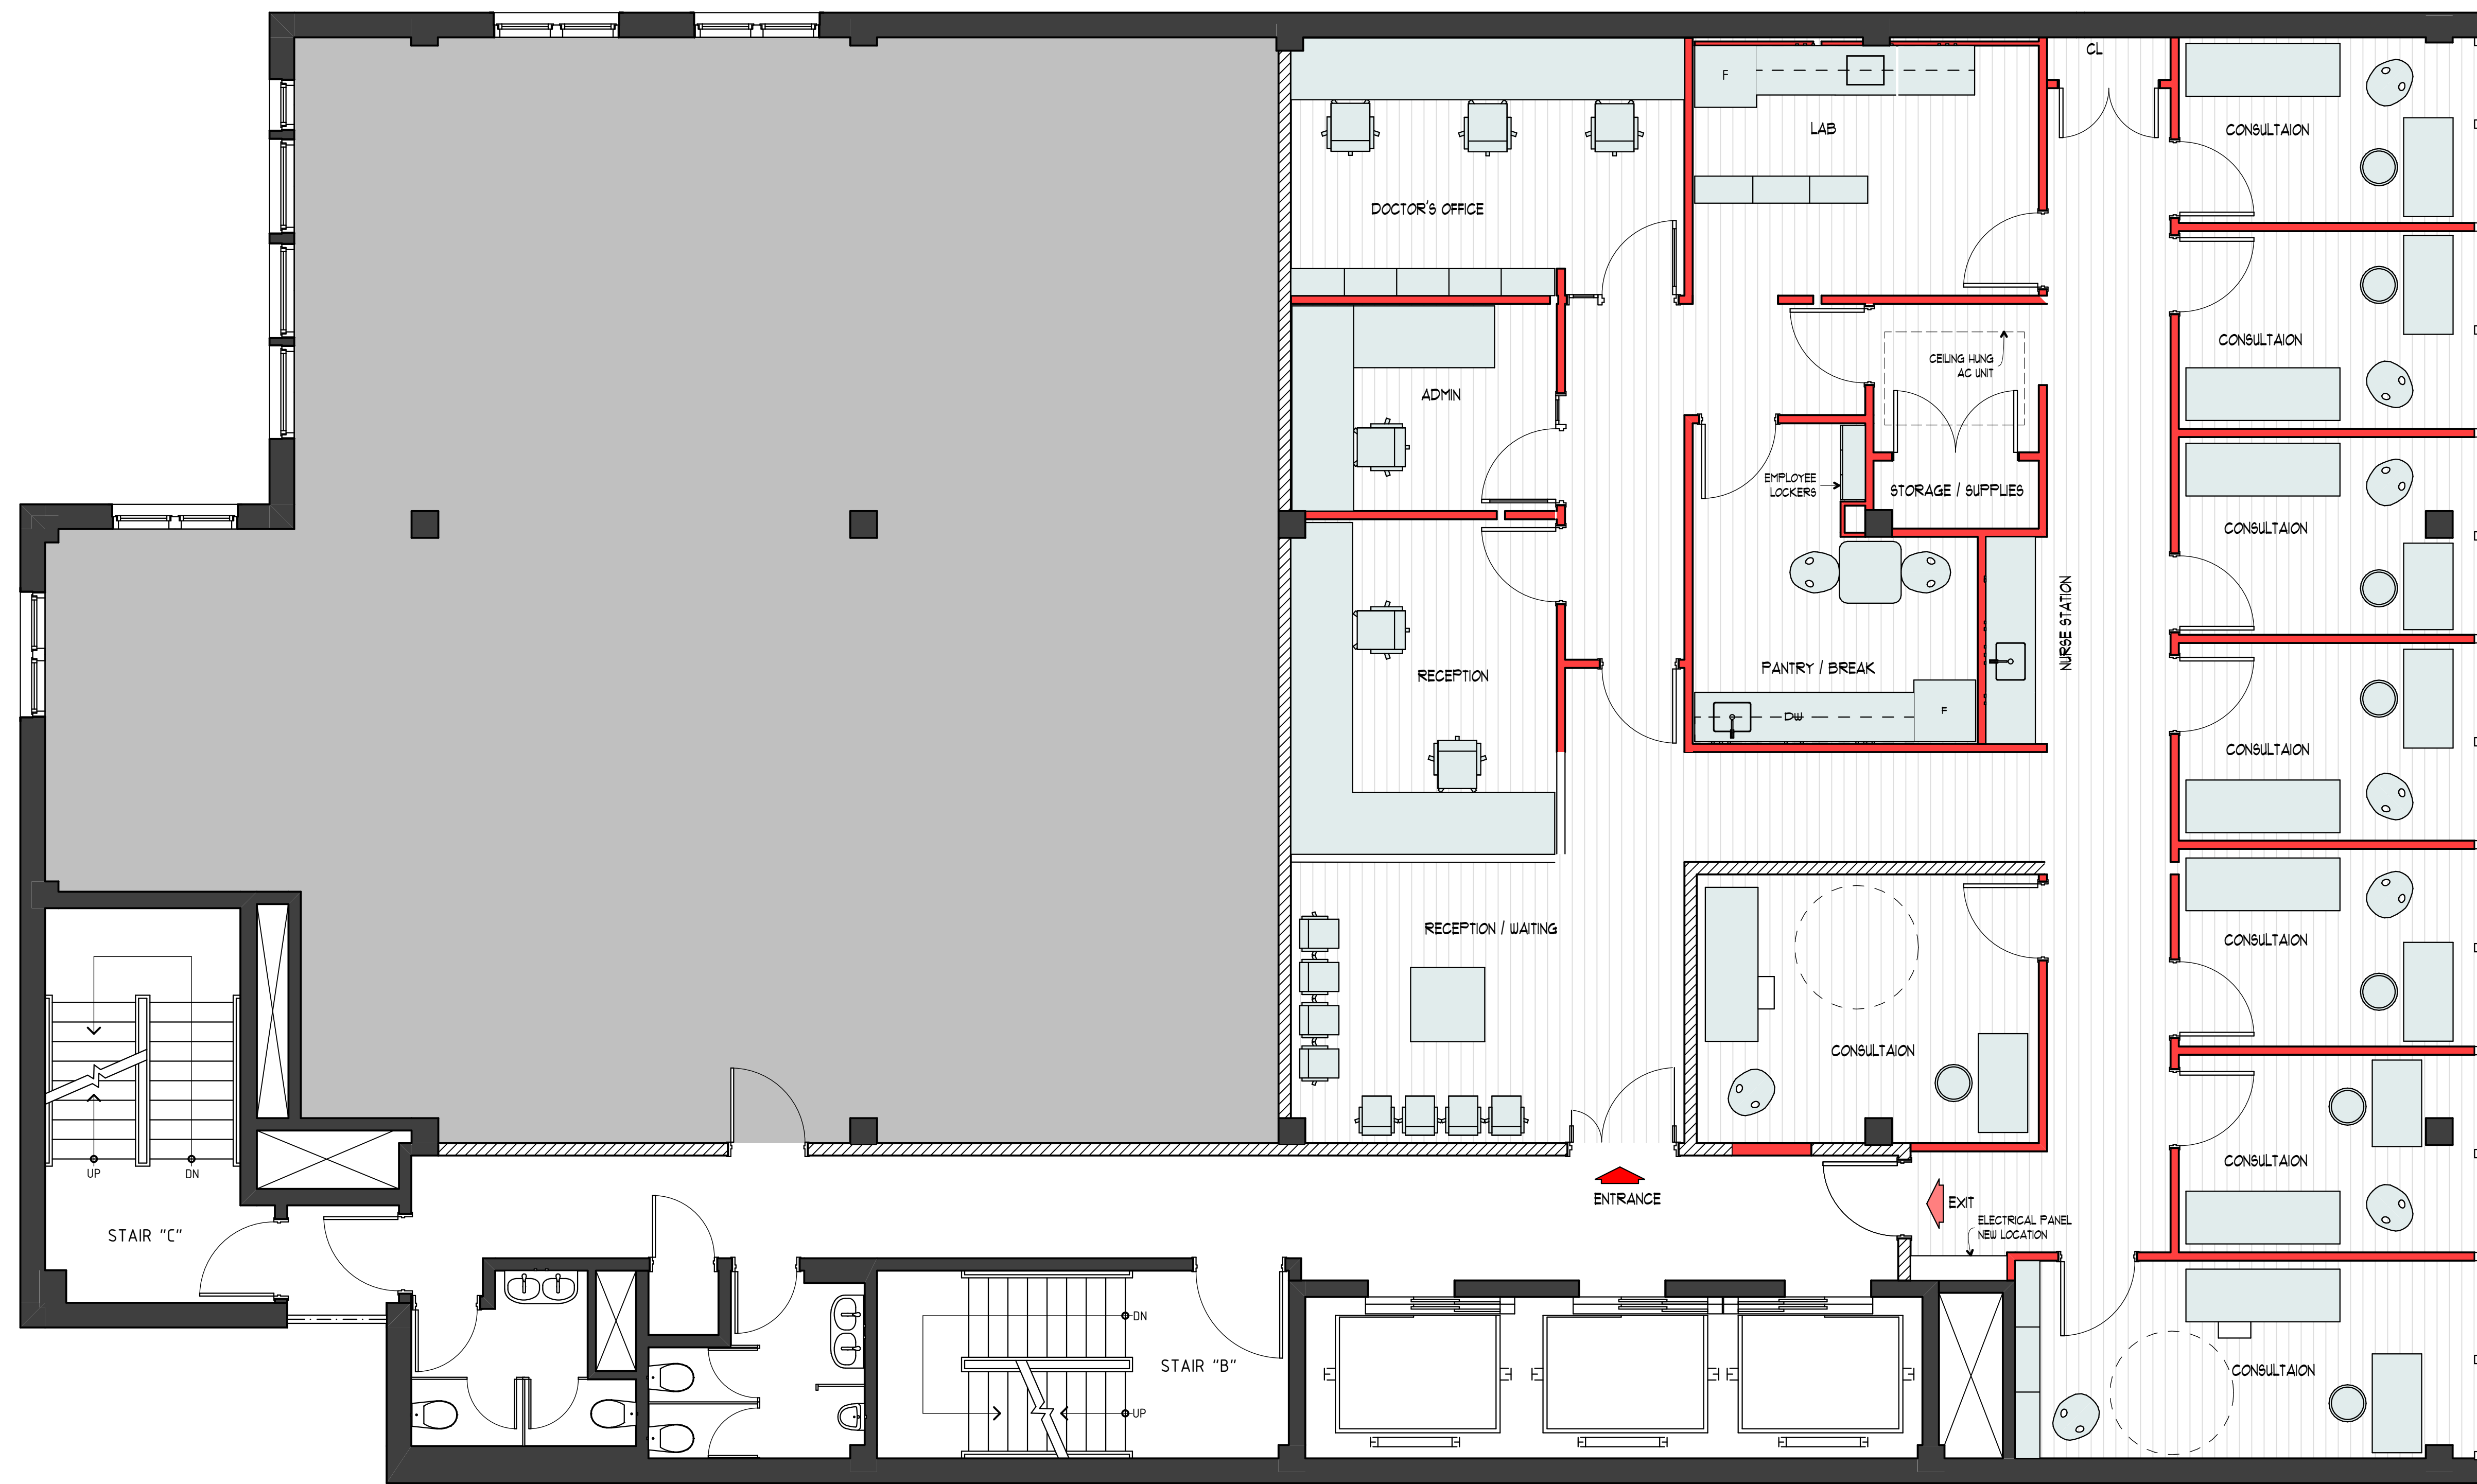 CL
F
LAB
CONSULTAION
DOCTOR'S OFFICE
CONSULTAION
CEILING HUNG
AC UNIT
ADMIN
EMPLOYEE
LOCKERS
STORAGE / SUPPLIES
CONSULTAION
NURSE STATION
RECEPTION
PANTRY / BREAK
DW
F
CONSULTAION
RECEPTION / WAITING
CONSULTAION
CONSULTAION
CONSULTAION
UP
DN
ENTRANCE
EXIT
ELECTRICAL PANEL
NEW LOCATION
STAIR "C"
DN
STAIR "B"
UP
CONSULTAION